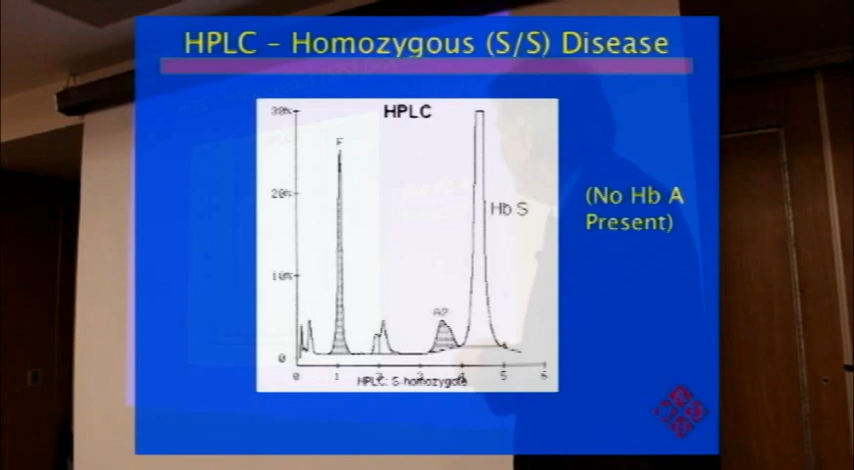 HPLC – Homozygous (S/S) Disease
HPLC
30%
F
20%
Hb S
(No Hb A
Present)
10%
A2
0
0 1 2 3 4 5 6
HPLC: S homozygote